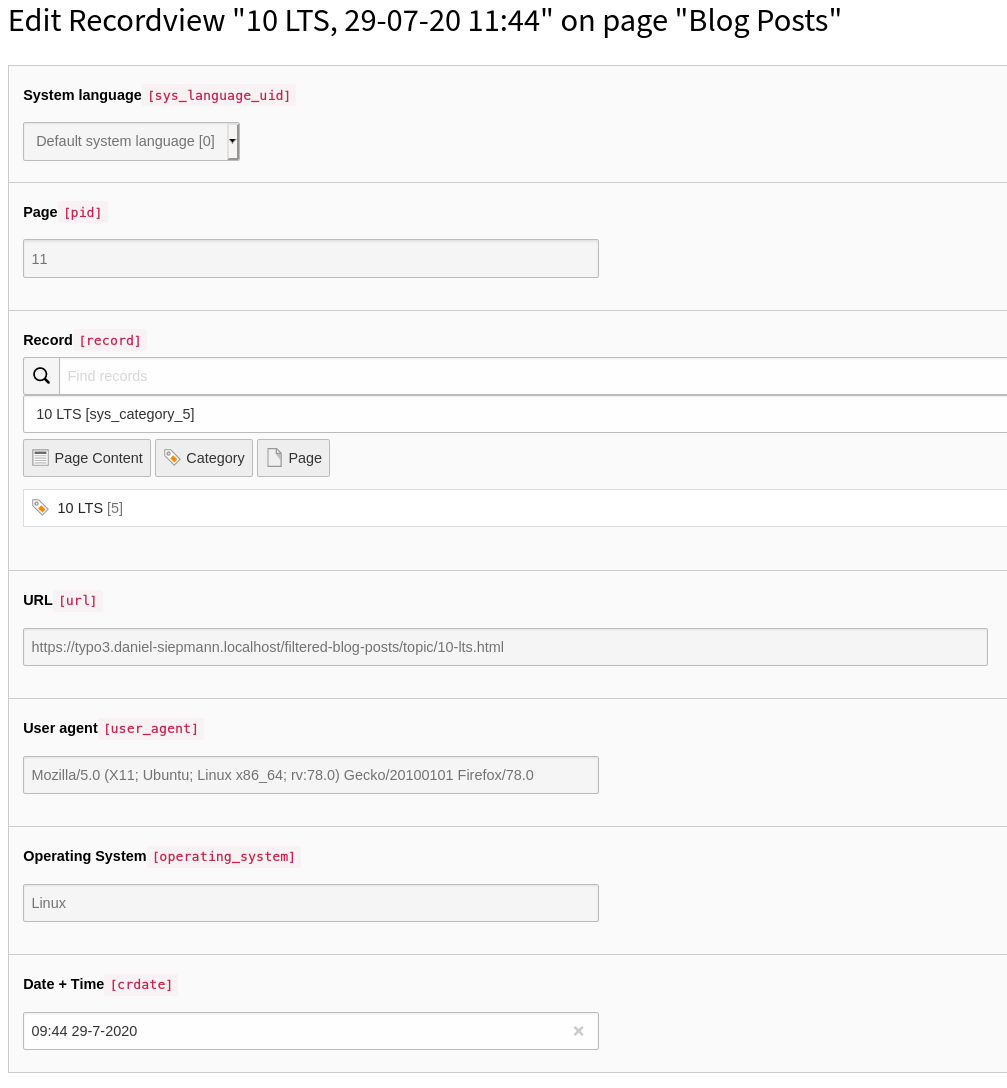 Edit Recordview "10 LTS, 29-07-20 11:44" on page "Blog Posts"
System language [sys_language_uid]
Default system language [0]
Page [pid]
11
Record [record]
Find records
10 LTS [sys_category_5]
Page Content Category Page
10 LTS [5]
URL [url]
https://typo3.daniel-siepmann.localhost/filtered-blog-posts/topic/10-lts.html
User agent [user_agent]
Mozilla/5.0 (X11; Ubuntu; Linux x86_64; rv:78.0) Gecko/20100101 Firefox/78.0
Operating System [operating_system]
Linux
Date + Time [crdate]
09:44 29-7-2020